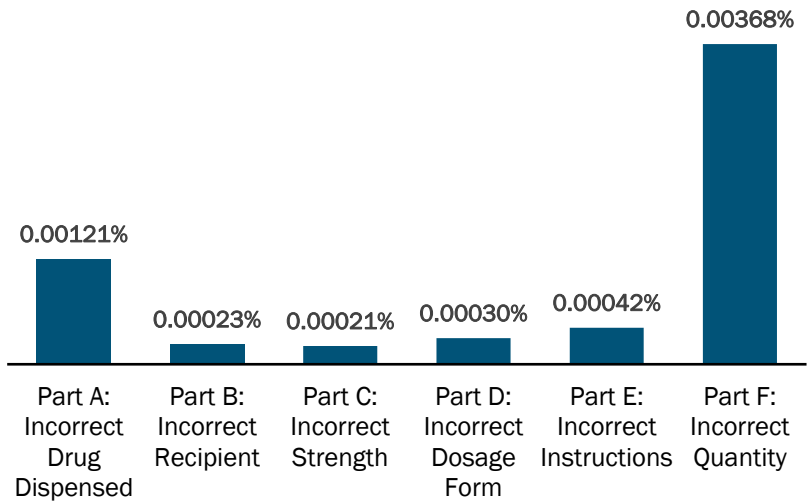 0.00368%
0.00121%
0.00023%
0.00021%
0.00030%
0.00042%
Part A:
Incorrect
Drug
Dispensed
Part B:
Incorrect
Recipient
Part C:
Incorrect
Strength
Part D:
Incorrect
Dosage
Form
Part E:
Incorrect
Instructions
Part F:
Incorrect
Quantity